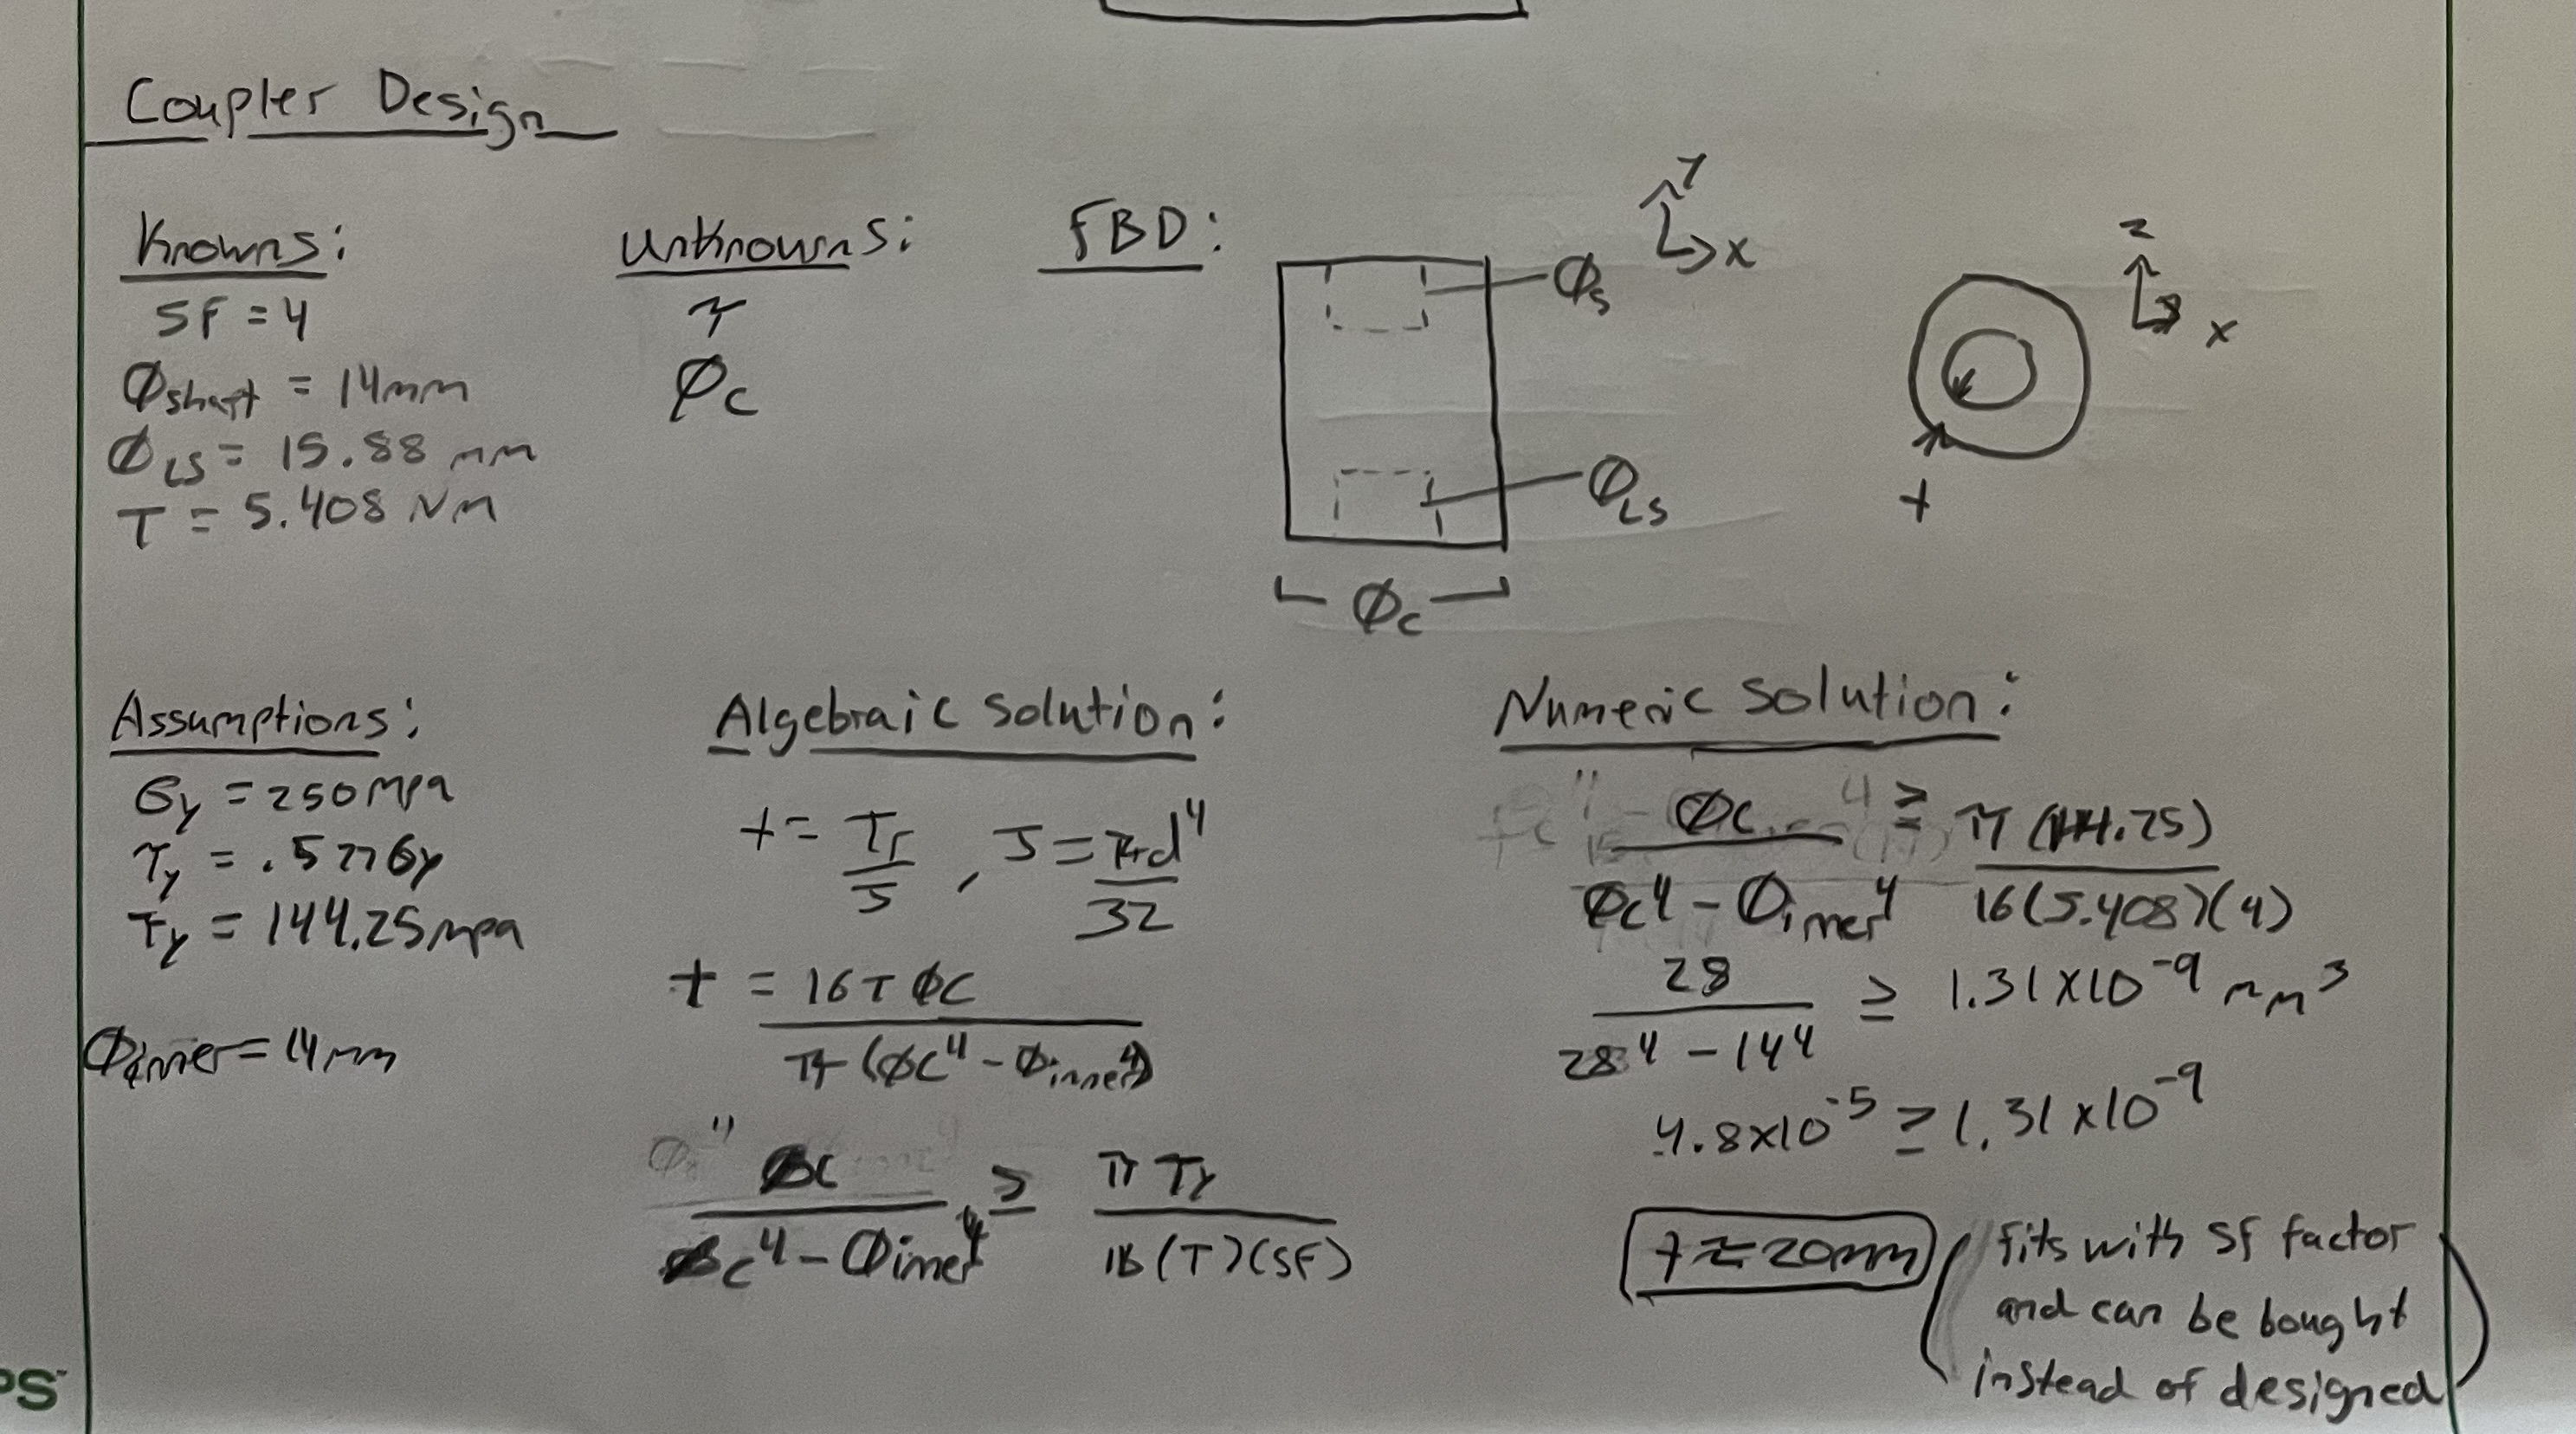 Coupler Design
Knowns:
SF = 4
Øshaft = 14mm
ØLS = 15.88 mm
T = 5.408 Nm
Unknowns:
τ
ØC
FBD:
Y
X
ØS
ØLS
ØC
Z
X
t
Assumptions:
σy = 250mpa
τy = .577σy
τy = 144.25mpa
Øinner = 14mm
Algebraic Solution:
t = Tr/J , J = πd⁴/32
t = 16TØC / π(ØC⁴ - Øinner⁴)
ØC / ØC⁴ - Øinner⁴ ≥ πτy / 16(T)(SF)
Numeric Solution:
ØC / ØC⁴ - Øinner⁴ ≥ π(144.25) / 16(5.408)(4)
28 / 28⁴ - 14⁴ ≥ 1.31x10⁻⁹ mm³
4.8x10⁻⁵ ≥ 1.31x10⁻⁹
t ≈ 20mm
(fits with SF factor
and can be bought
instead of designed)
PS